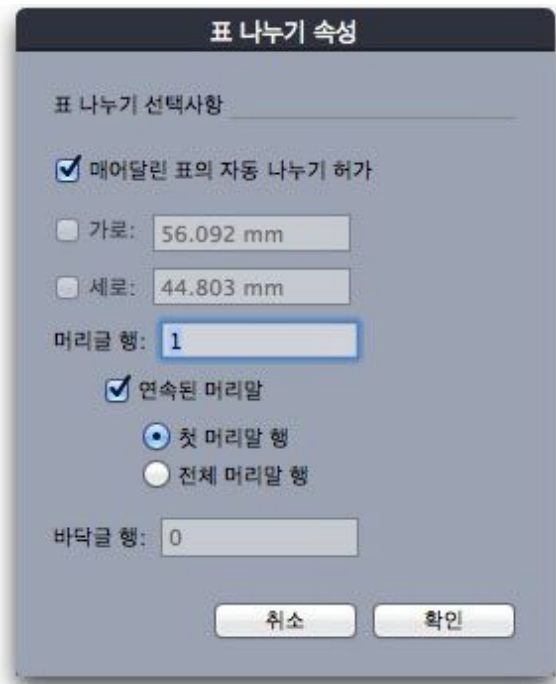 표 나누기 속성
표 나누기 선택사항
매어달린 표의 자동 나누기 허가
가로: 56.092 mm
세로: 44.803 mm
머리글 행: 1
연속된 머리말
첫 머리말 행
전체 머리말 행
바닥글 행: 0
취소 확인